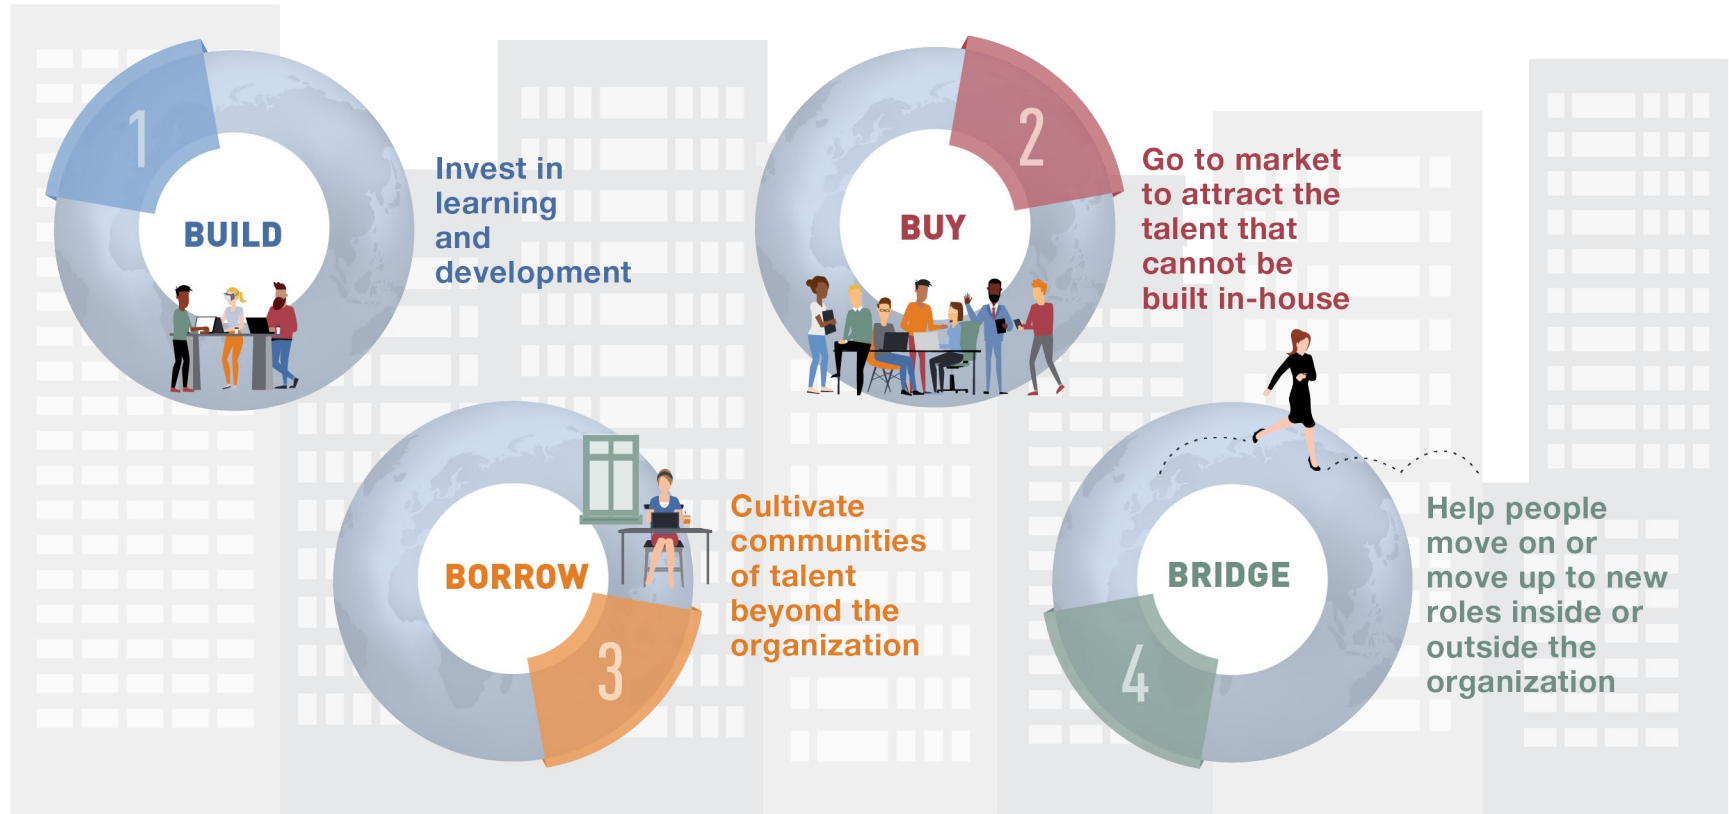 1
BUILD
Invest in
learning
and
development
2
BUY
Go to market
to attract the
talent that
cannot be
built in-house
3
BORROW
Cultivate
communities
of talent
beyond the
organization
4
BRIDGE
Help people
move on or
move up to new
roles inside or
outside the
organization